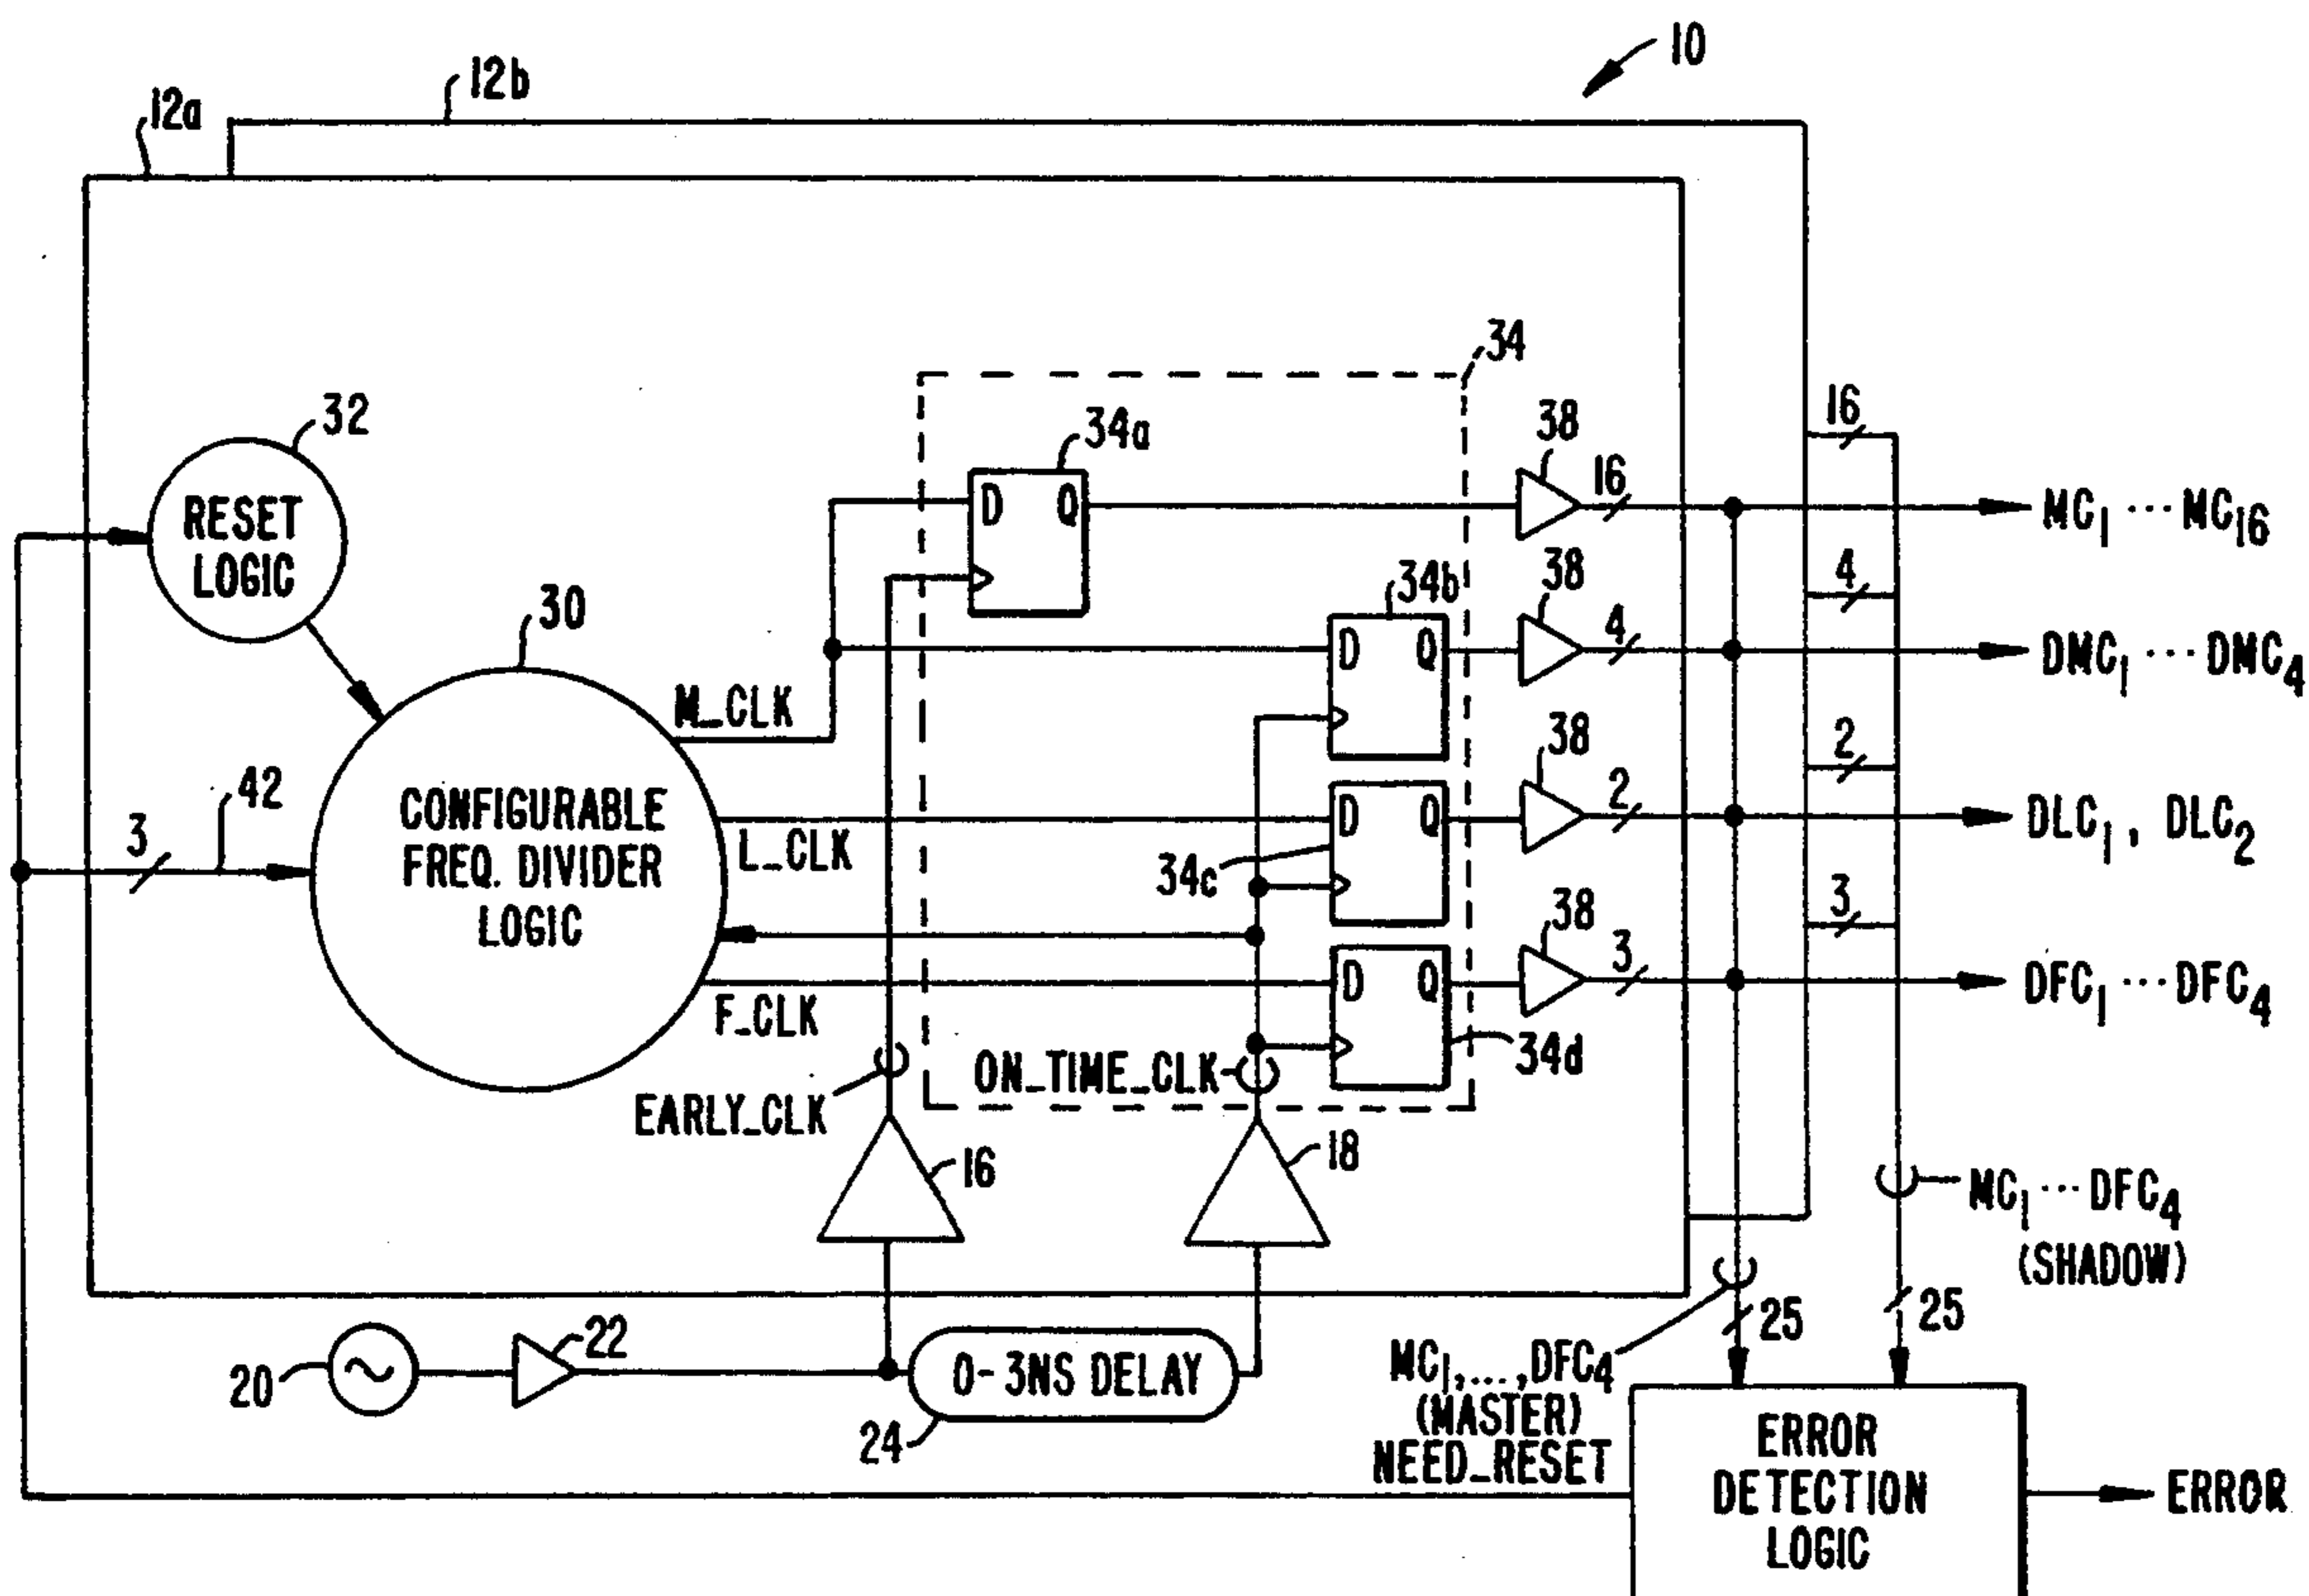 10
12a
12b
34
32
34a
38
16
16
RESET
LOGIC
D Q
MC1 ··· MC16
30
34b
38
4
4
D Q
DMC1 ··· DMC4
M_CLK
38
2
2
3
42
CONFIGURABLE
FREQ. DIVIDER
LOGIC
L_CLK
34c
D Q
DLC1 , DLC2
38
3
3
F_CLK
D Q
DFC1 ··· DFC4
34d
EARLY_CLK
ON_TIME_CLK
16
18
MC1 ··· DFC4
(SHADOW)
20
22
0-3NS DELAY
24
25
25
MC1,...,DFC4
(MASTER)
NEED_RESET
ERROR
DETECTION
LOGIC
ERROR